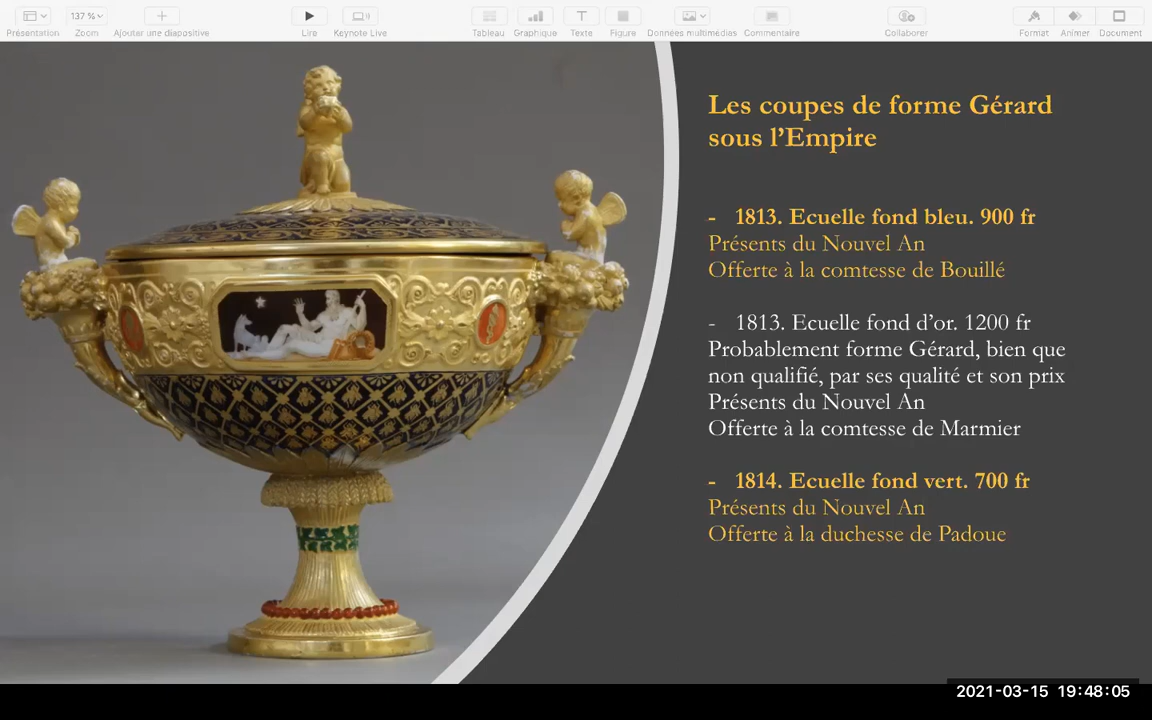 Présentation
137 %
Zoom
Ajouter une diapositive
Lire
Keynote Live
Tableau
Graphique
Texte
Figure
Données multimédias
Commentaire
Collaborer
Format
Animer
Document
Les coupes de forme Gérard
sous l’Empire
- 1813. Ecuelle fond bleu. 900 fr
Présents du Nouvel An
Offerte à la comtesse de Bouillé
- 1813. Ecuelle fond d’or. 1200 fr
Probablement forme Gérard, bien que
non qualifié, par ses qualité et son prix
Présents du Nouvel An
Offerte à la comtesse de Marmier
- 1814. Ecuelle fond vert. 700 fr
Présents du Nouvel An
Offerte à la duchesse de Padoue
2021-03-15 19:48:05